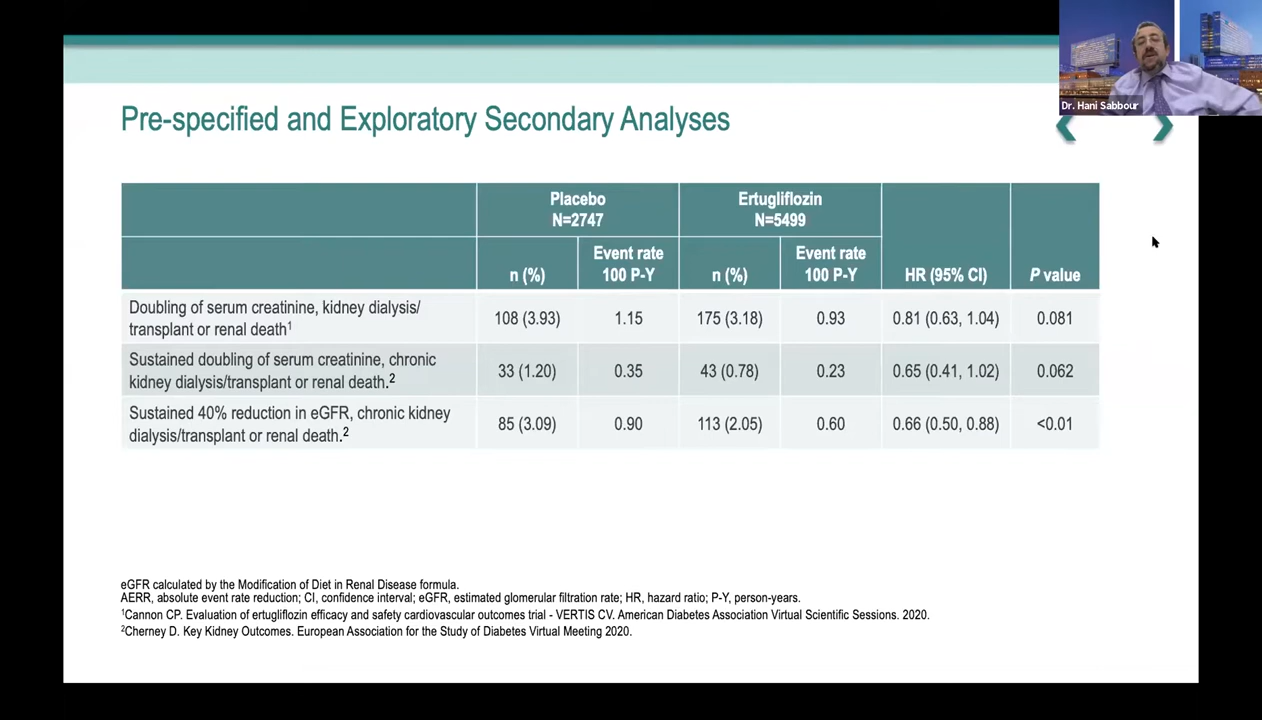 Dr. Hani Sabbour
Pre-specified and Exploratory Secondary Analyses
Placebo
N=2747
Ertugliflozin
N=5499
n (%)
Event rate
100 P-Y
n (%)
Event rate
100 P-Y
HR (95% CI)
P value
Doubling of serum creatinine, kidney dialysis/
transplant or renal death¹
108 (3.93)
1.15
175 (3.18)
0.93
0.81 (0.63, 1.04)
0.081
Sustained doubling of serum creatinine, chronic
kidney dialysis/transplant or renal death.²
33 (1.20)
0.35
43 (0.78)
0.23
0.65 (0.41, 1.02)
0.062
Sustained 40% reduction in eGFR, chronic kidney
dialysis/transplant or renal death.²
85 (3.09)
0.90
113 (2.05)
0.60
0.66 (0.50, 0.88)
<0.01
eGFR calculated by the Modification of Diet in Renal Disease formula.
AERR, absolute event rate reduction; CI, confidence interval; eGFR, estimated glomerular filtration rate; HR, hazard ratio; P-Y, person-years.
¹Cannon CP. Evaluation of ertugliflozin efficacy and safety cardiovascular outcomes trial - VERTIS CV. American Diabetes Association Virtual Scientific Sessions. 2020.
²Cherney D. Key Kidney Outcomes. European Association for the Study of Diabetes Virtual Meeting 2020.